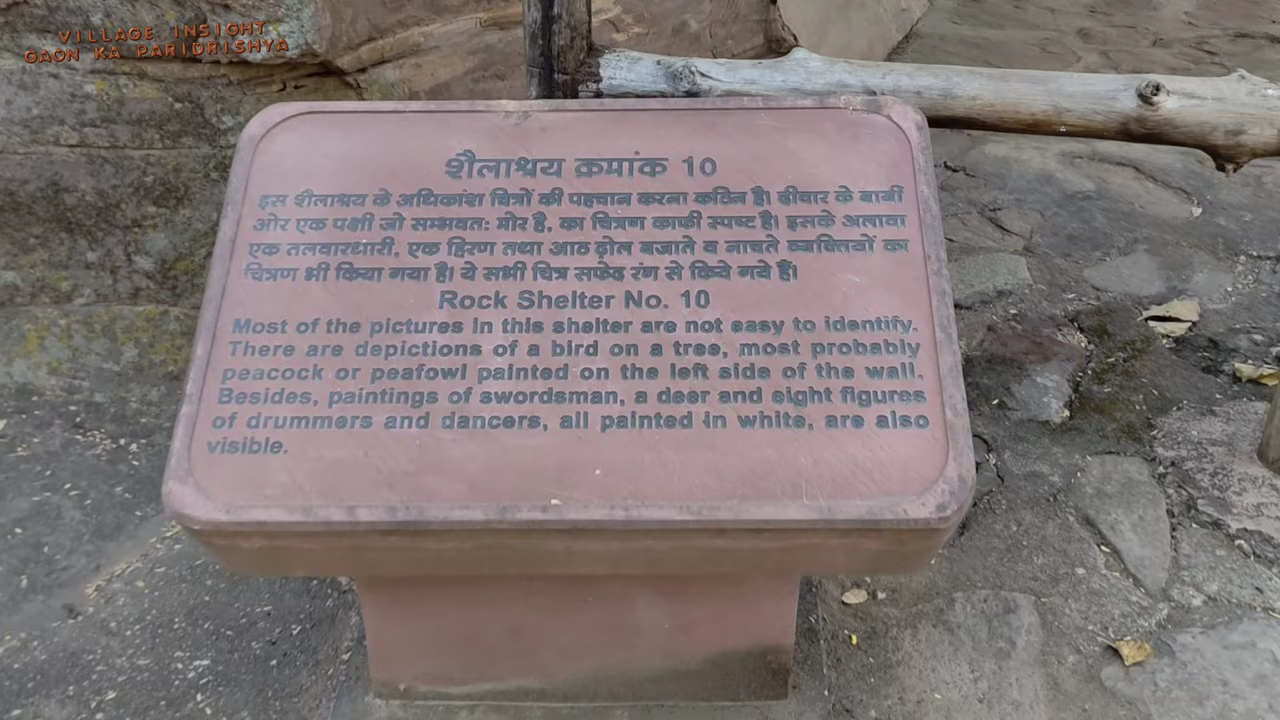 VILLAGE INSIGHT
GAON KA PARIDRISHYA
शैलाश्रय क्रमांक 10
इस शैलाश्रय के अधिकांश चित्रों की पहचान करना कठिन है। दीवार के बायीं
ओर एक पक्षी जो सम्भवतः मोर है, का चित्रण काफी स्पष्ट है। इसके अलावा
एक तलवारधारी, एक हिरण तथा आठ ढ़ोल बजाते व नाचते व्यक्तियों का
चित्रण भी किया गया है। ये सभी चित्र सफेद रंग से किये गये हैं।
Rock Shelter No. 10
Most of the pictures in this shelter are not easy to identify.
There are depictions of a bird on a tree, most probably
peacock or peafowl painted on the left side of the wall.
Besides, paintings of swordsman, a deer and eight figures
of drummers and dancers, all painted in white, are also
visible.